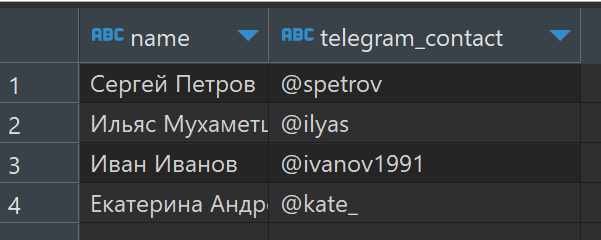 ABC name ABC telegram_contact
1 Сергей Петров @spetrov
2 Ильяс @ilyas
3 Иван Иванов @ivanov1991
4 Екатерина @kate_